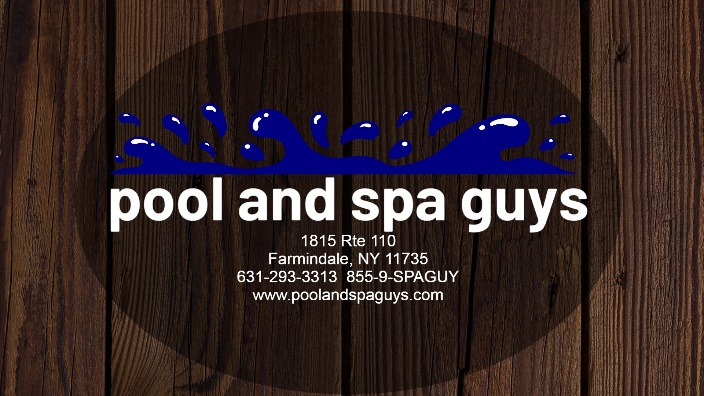 pool and spa guys
1815 Rte 110
Farmindale, NY 11735
631-293-3313 855-9-SPAGUY
www.poolandspaguys.com